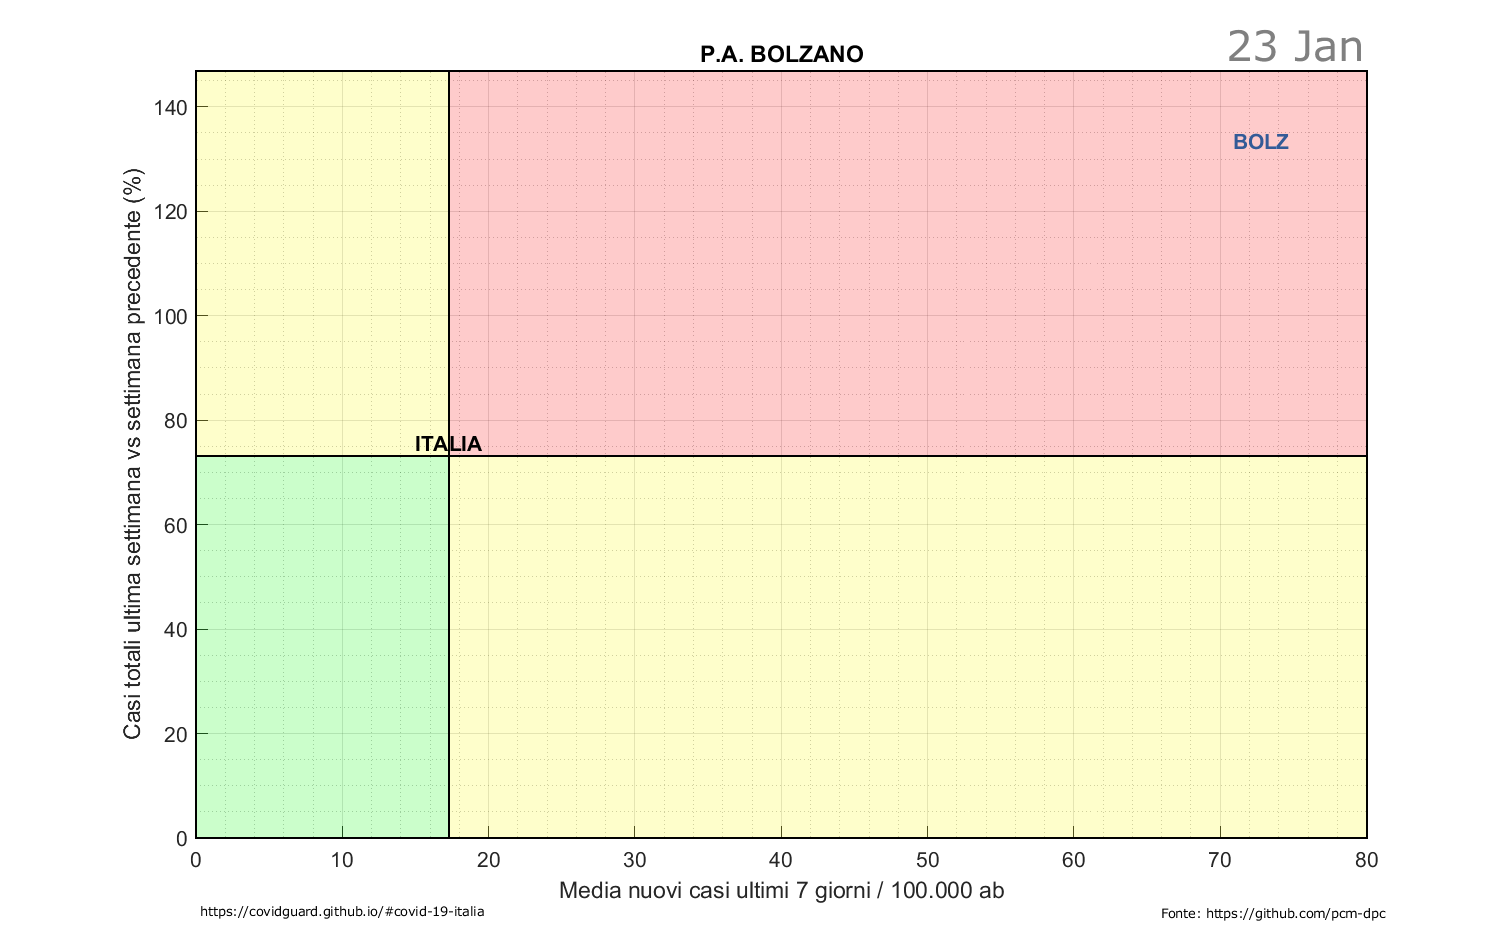 P.A. BOLZANO
23 Jan
BOLZ
ITALIA
Casi totali ultima settimana vs settimana precedente (%)
140
120
100
80
60
40
20
0
0 10 20 30 40 50 60 70 80
Media nuovi casi ultimi 7 giorni / 100.000 ab
https://covidguard.github.io/#covid-19-italia
Fonte: https://github.com/pcm-dpc